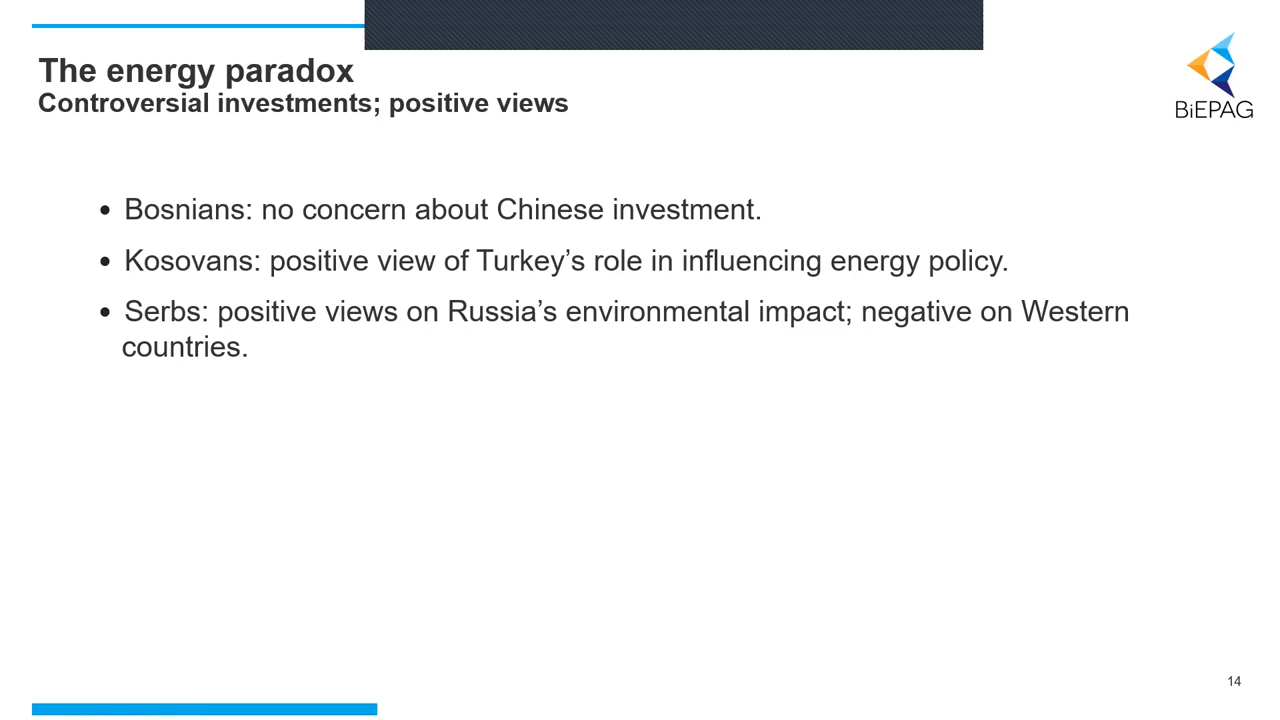 The energy paradox
Controversial investments; positive views
BiEPAG
• Bosnians: no concern about Chinese investment.
• Kosovans: positive view of Turkey’s role in influencing energy policy.
• Serbs: positive views on Russia’s environmental impact; negative on Western
countries.
14